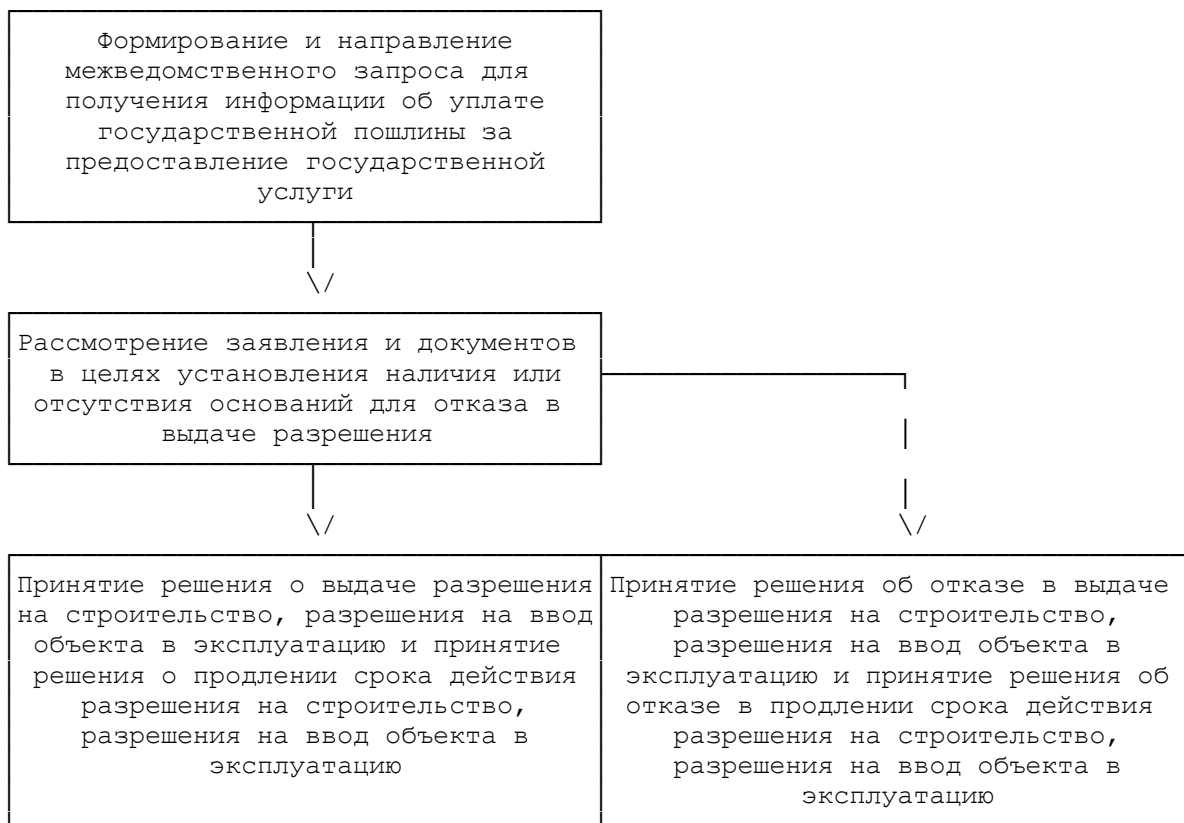 Формирование и направление
межведомственного запроса для
получения информации об уплате
государственной пошлины за
предоставление государственной
услуги
\/
Рассмотрение заявления и документов
в целях установления наличия или
отсутствия оснований для отказа в
выдаче разрешения
\/
\/
Принятие решения о выдаче разрешения
на строительство, разрешения на ввод
объекта в эксплуатацию и принятие
решения о продлении срока действия
разрешения на строительство,
разрешения на ввод объекта в
эксплуатацию
Принятие решения об отказе в выдаче
разрешения на строительство,
разрешения на ввод объекта в
эксплуатацию и принятие решения об
отказе в продлении срока действия
разрешения на строительство,
разрешения на ввод объекта в
эксплуатацию